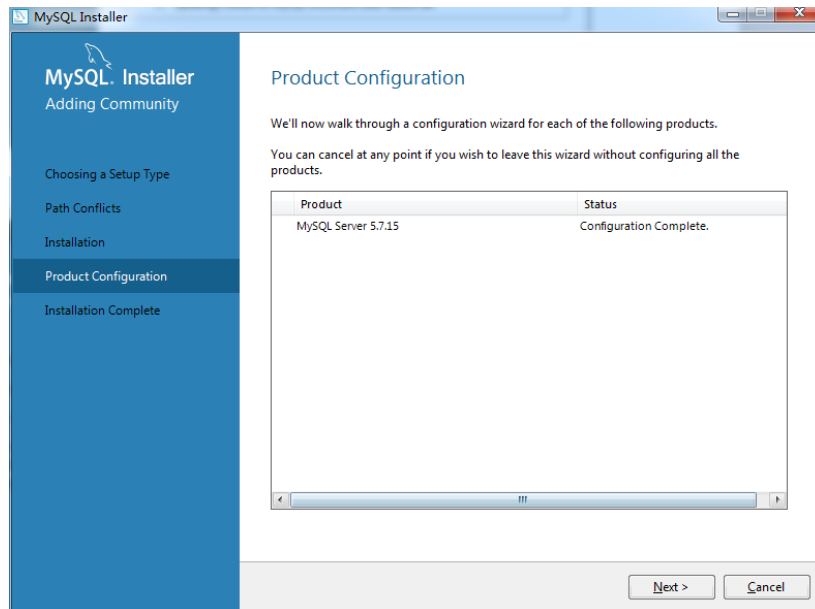 MySQL Installer
MySQL. Installer
Adding Community
Choosing a Setup Type
Path Conflicts
Installation
Product Configuration
Installation Complete
Product Configuration
We'll now walk through a configuration wizard for each of the following products.
You can cancel at any point if you wish to leave this wizard without configuring all the
products.
Product Status
MySQL Server 5.7.15 Configuration Complete.
Next > Cancel